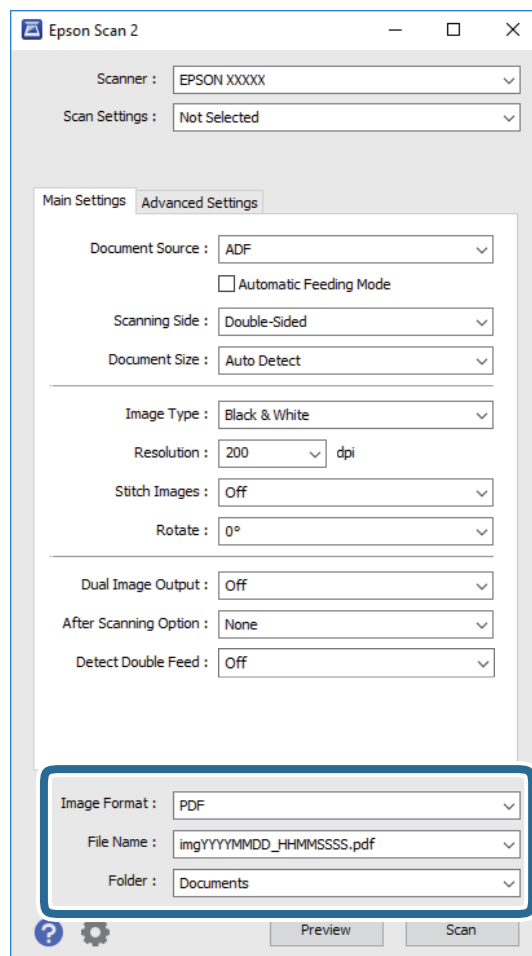 Epson Scan 2
Scanner : EPSON XXXXX
Scan Settings : Not Selected
Main Settings Advanced Settings
Document Source : ADF
Automatic Feeding Mode
Scanning Side : Double-Sided
Document Size : Auto Detect
Image Type : Black & White
Resolution : 200 dpi
Stitch Images : Off
Rotate : 0°
Dual Image Output : Off
After Scanning Option : None
Detect Double Feed : Off
Image Format : PDF
File Name : imgYYYYMMDD_HHMMSSSS.pdf
Folder : Documents
? Preview Scan